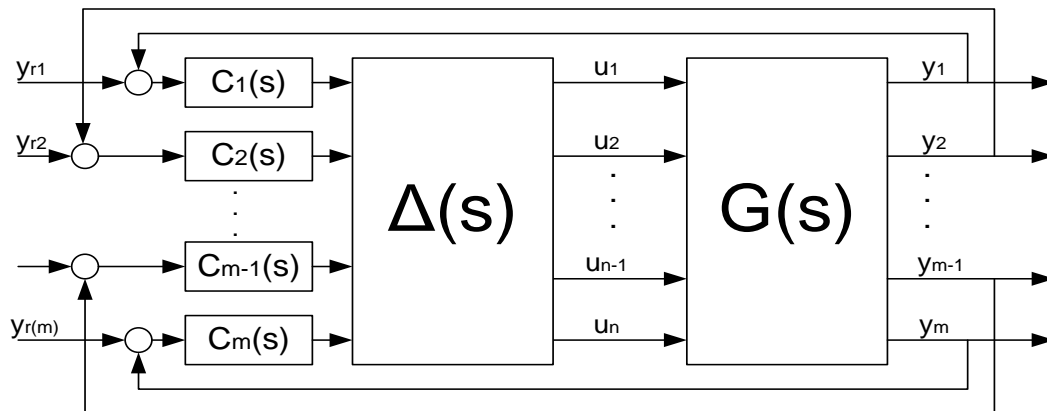 yr1 C1(s) u1 y1
yr2 C2(s) u2 y2
Δ(s) G(s)
Cm-1(s) un-1 ym-1
yr(m) Cm(s) un ym